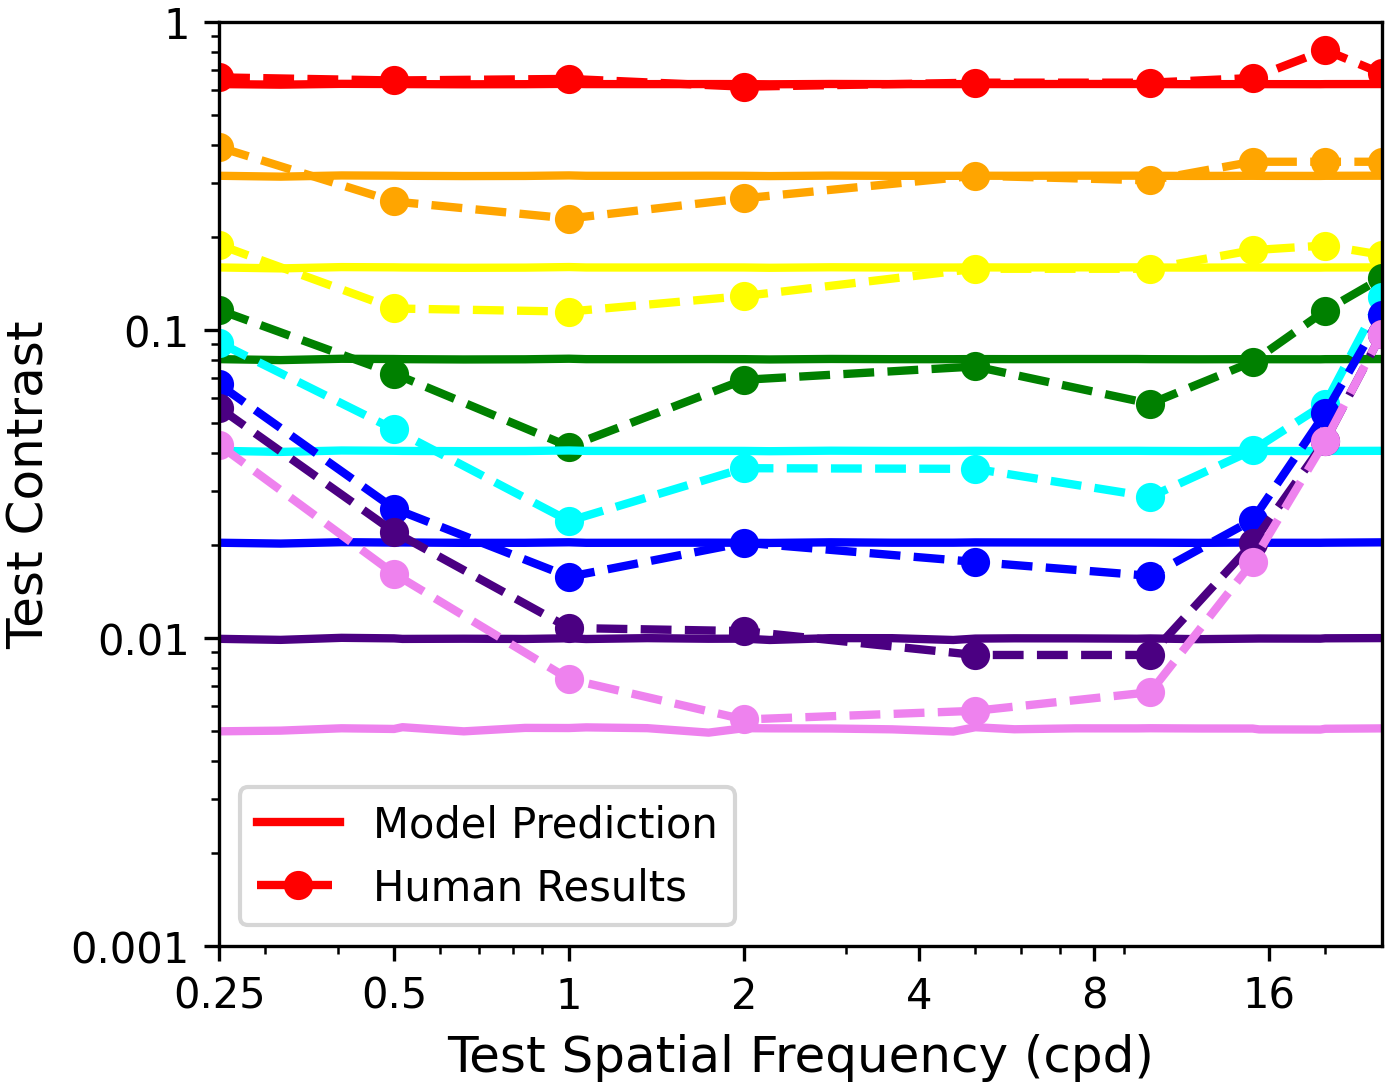 1
0.1
0.01
0.001
Test Contrast
Model Prediction
Human Results
0.25 0.5 1 2 4 8 16
Test Spatial Frequency (cpd)